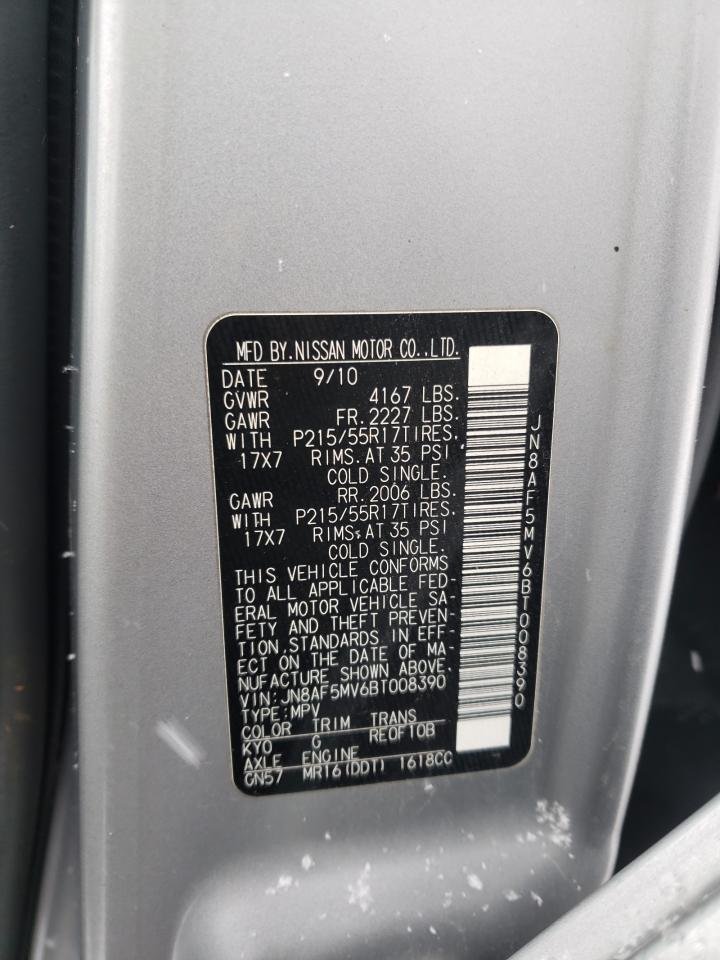 MFD BY.NISSAN MOTOR CO.,LTD.
DATE 9/10
GVWR 4167 LBS.
GAWR FR.2227 LBS.
WITH P215/55R17TIRES.
17X7 RIMS.AT 35 PSI
COLD SINGLE.
GAWR RR.2006 LBS.
WITH P215/55R17TIRES.
17X7 RIMS.AT 35 PSI
COLD SINGLE.
THIS VEHICLE CONFORMS
TO ALL APPLICABLE FED-
ERAL MOTOR VEHICLE SA-
FETY AND THEFT PREVEN-
TION STANDARDS IN EFF-
ECT ON THE DATE OF MA-
NUFACTURE SHOWN ABOVE.
VIN:JN8AF5MV6BT008390
TYPE:MPV
COLOR TRIM TRANS
KY0 G RE0F10B
AXLE ENGINE
GN57 MR16(DDT) 1618CC
JN8AF5MV6BT008390